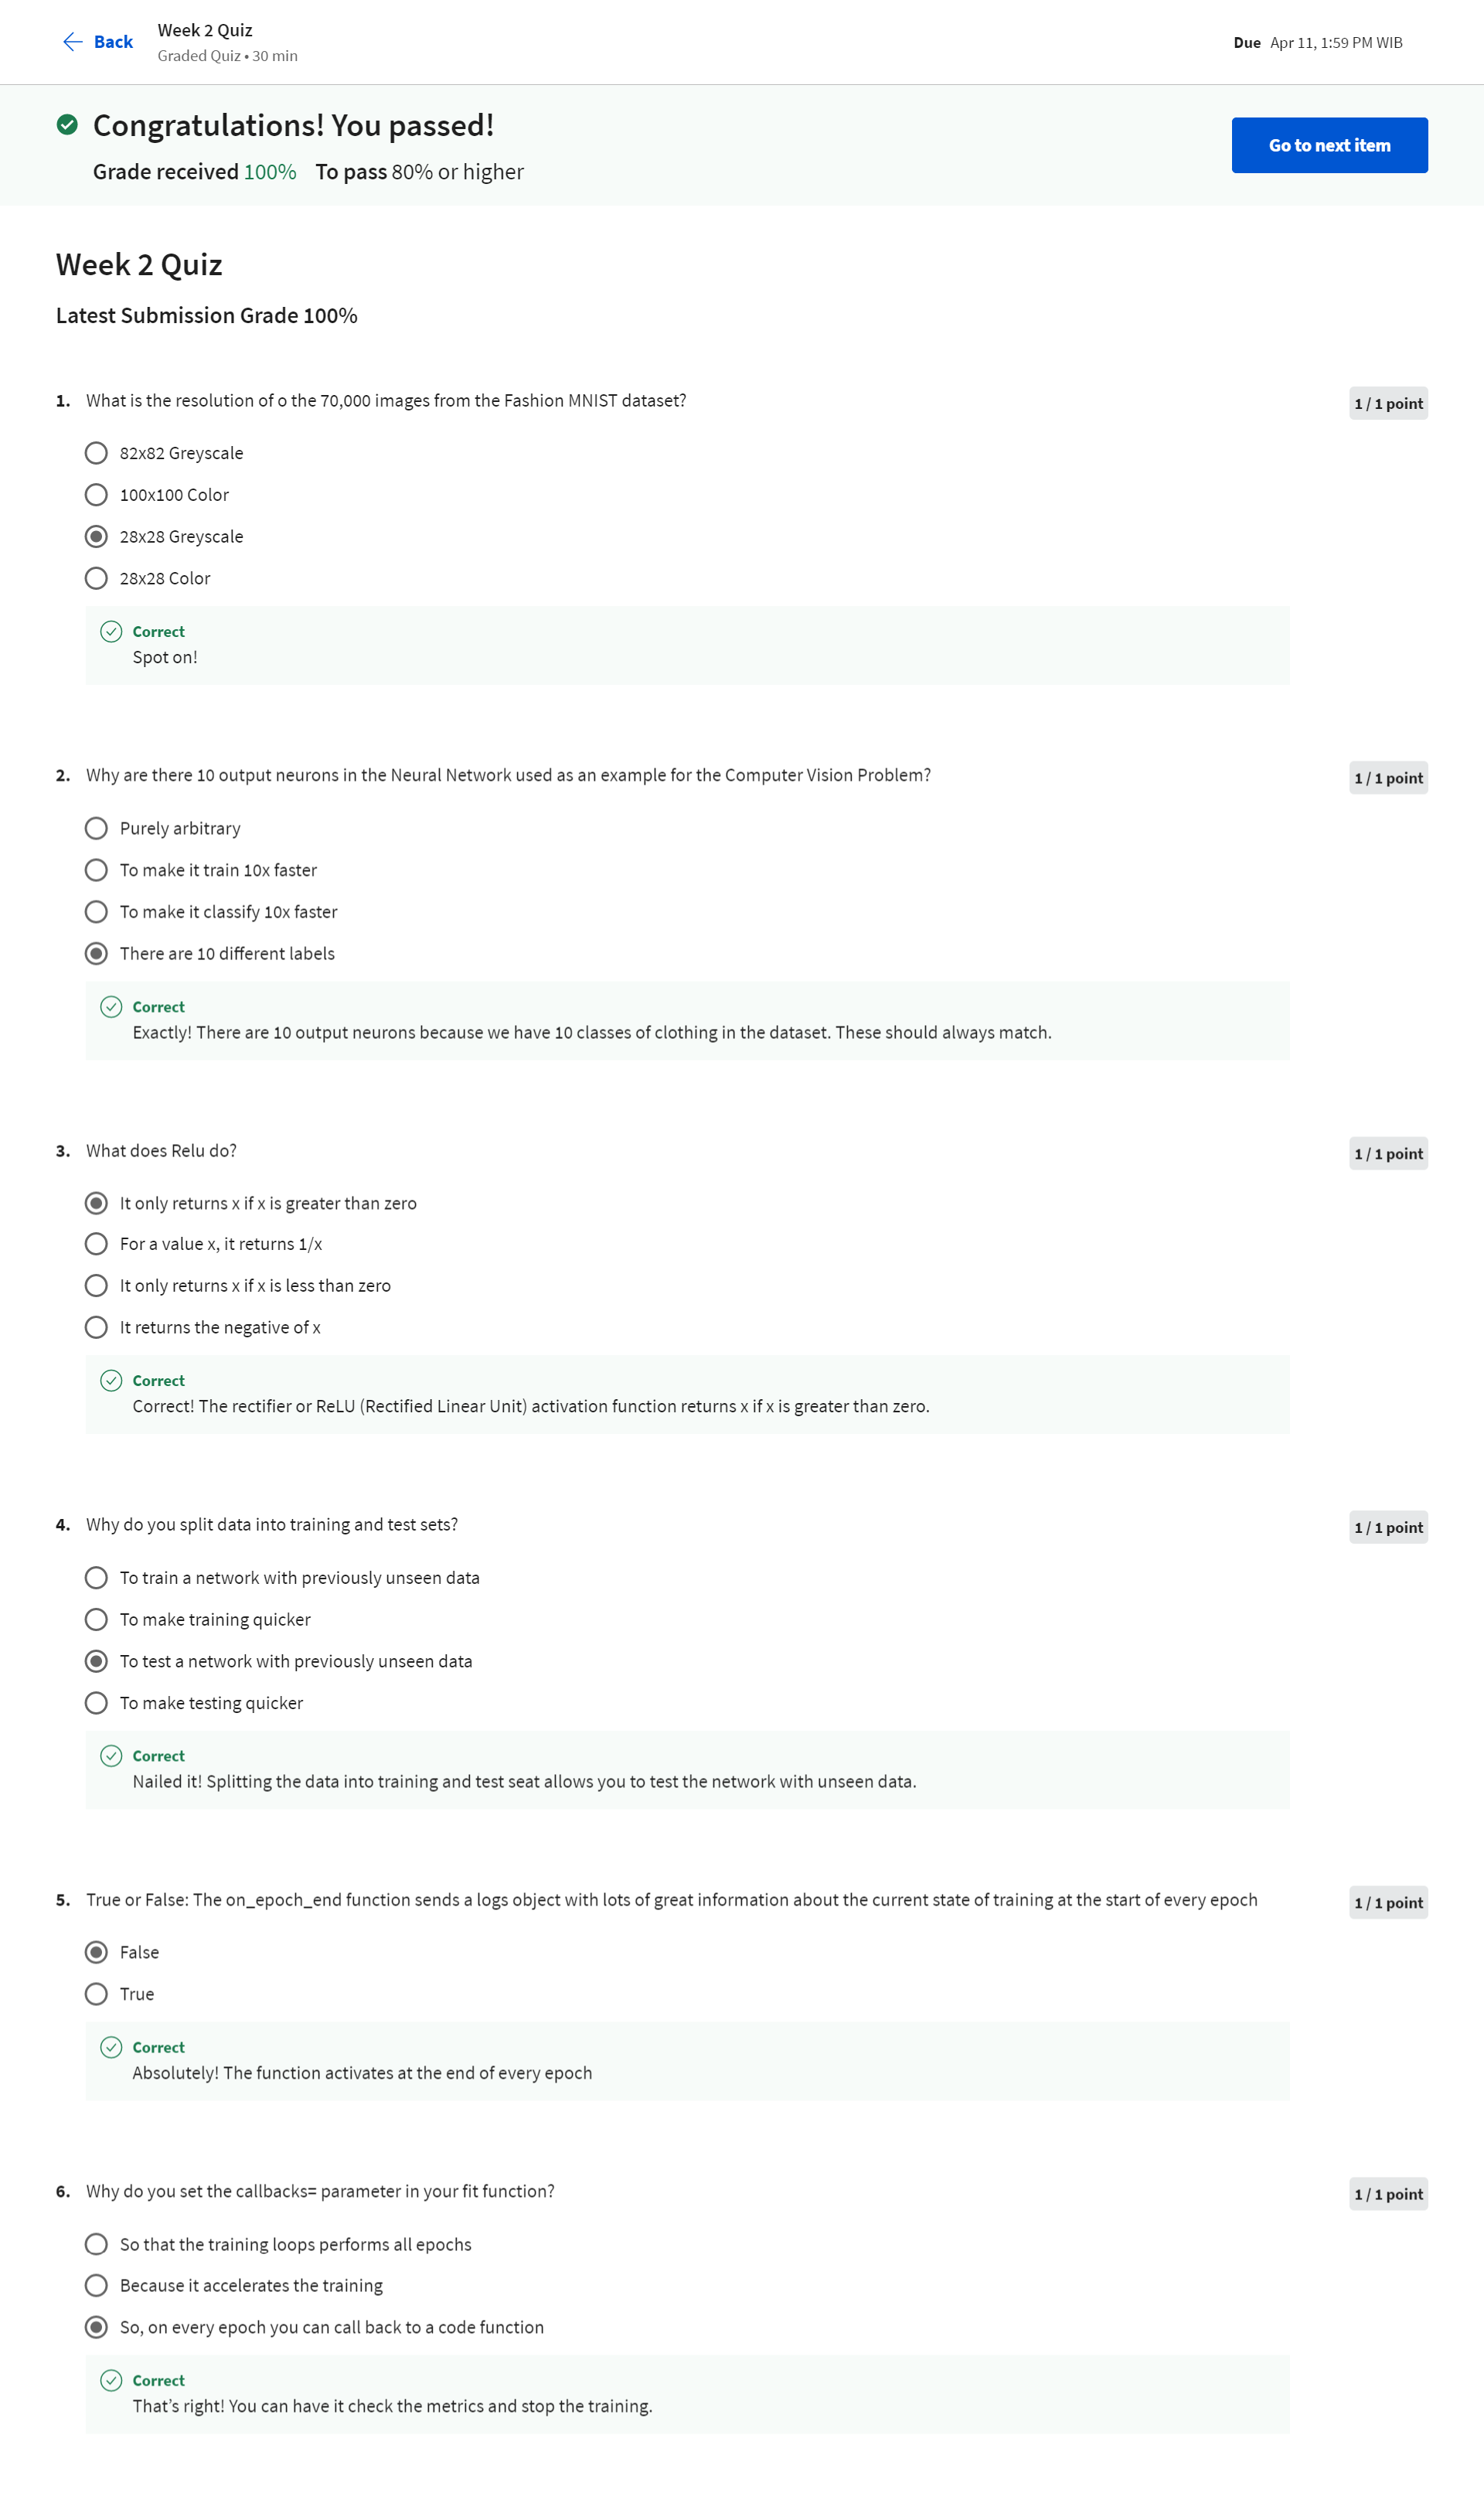 Back
Week 2 Quiz
Graded Quiz • 30 min
Due Apr 11, 1:59 PM WIB
Congratulations! You passed!
Grade received 100% To pass 80% or higher
Go to next item
Week 2 Quiz
Latest Submission Grade 100%
1. What is the resolution of o the 70,000 images from the Fashion MNIST dataset?
1 / 1 point
82x82 Greyscale
100x100 Color
28x28 Greyscale
28x28 Color
Correct
Spot on!
2. Why are there 10 output neurons in the Neural Network used as an example for the Computer Vision Problem?
1 / 1 point
Purely arbitrary
To make it train 10x faster
To make it classify 10x faster
There are 10 different labels
Correct
Exactly! There are 10 output neurons because we have 10 classes of clothing in the dataset. These should always match.
3. What does Relu do?
1 / 1 point
It only returns x if x is greater than zero
For a value x, it returns 1/x
It only returns x if x is less than zero
It returns the negative of x
Correct
Correct! The rectifier or ReLU (Rectified Linear Unit) activation function returns x if x is greater than zero.
4. Why do you split data into training and test sets?
1 / 1 point
To train a network with previously unseen data
To make training quicker
To test a network with previously unseen data
To make testing quicker
Correct
Nailed it! Splitting the data into training and test seat allows you to test the network with unseen data.
5. True or False: The on_epoch_end function sends a logs object with lots of great information about the current state of training at the start of every epoch
1 / 1 point
False
True
Correct
Absolutely! The function activates at the end of every epoch
6. Why do you set the callbacks= parameter in your fit function?
1 / 1 point
So that the training loops performs all epochs
Because it accelerates the training
So, on every epoch you can call back to a code function
Correct
That’s right! You can have it check the metrics and stop the training.